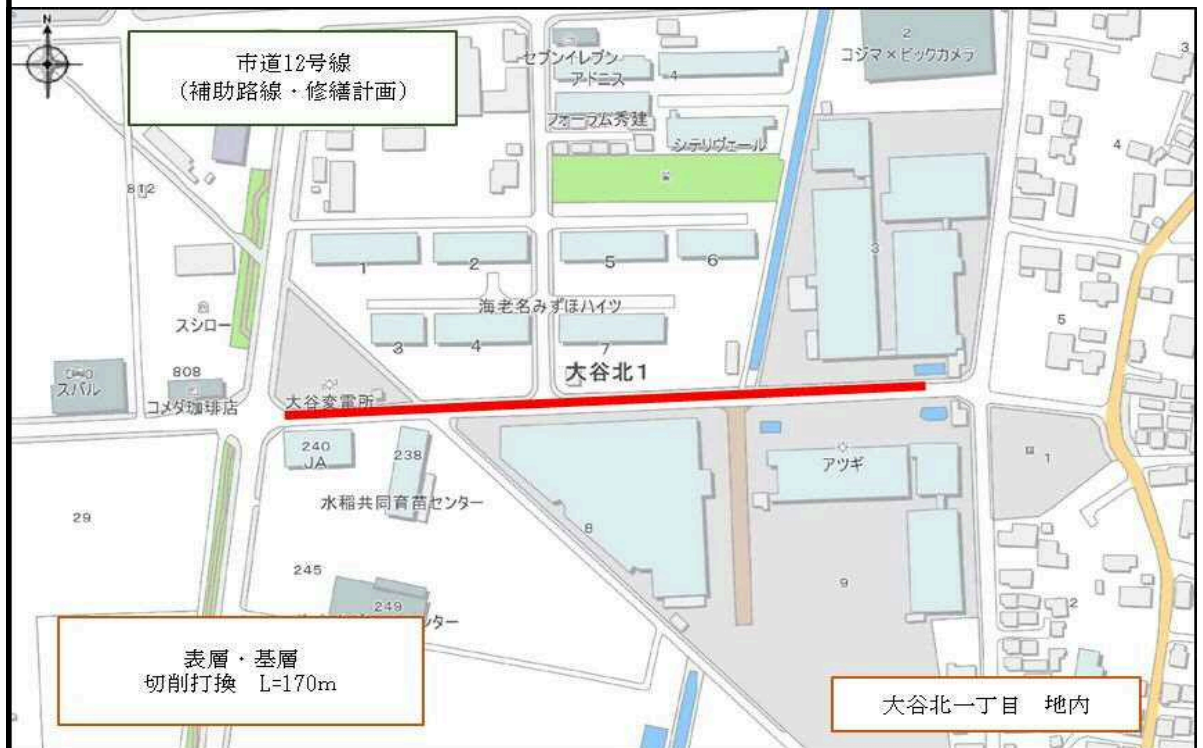 N
市道12号線
(補助路線・修繕計画)
セブンイレブン
アドニス
4
フォーラム秀建
シテリヴェール
2
コジマ×ビックカメラ
3
4
812
1
2
5
6
3
海老名みずほハイツ
スシロー
3
4
7
5
大谷北1
スバル
808
コメダ珈琲店
大谷変電所
240
JA
238
アツギ
1
水稲共同育苗センター
29
8
245
9
249
ター
2
表層・基層
切削打換 L=170m
大谷北一丁目 地内